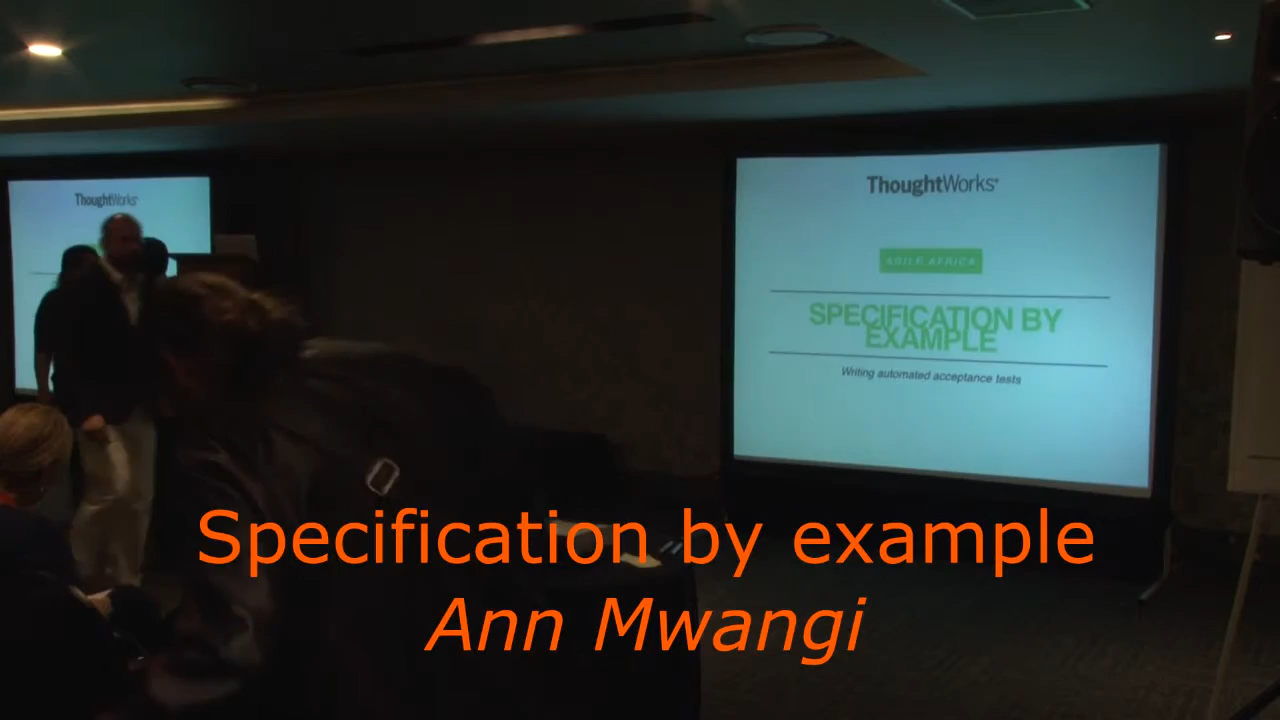 ThoughtWorks
ThoughtWorks
AGILE AFRICA
SPECIFICATION BY
EXAMPLE
Writing automated acceptance tests
Specification by example
Ann Mwangi